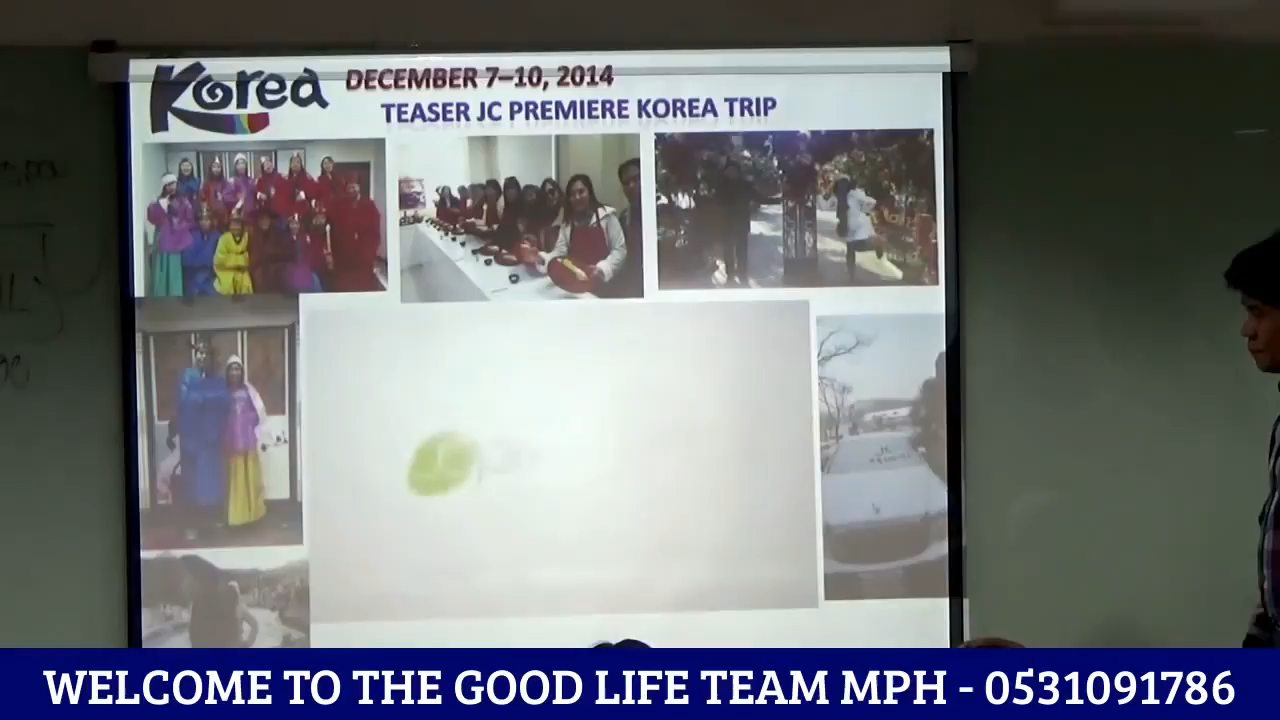 Korea
DECEMBER 7–10, 2014
TEASER JC PREMIERE KOREA TRIP
WELCOME TO THE GOOD LIFE TEAM MPH - 0531091786